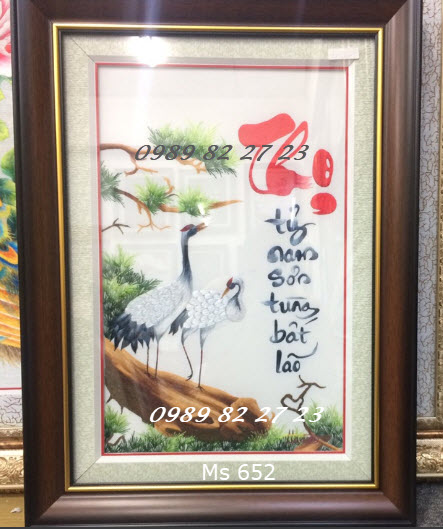 Thọ
0989 82 27 23
tỷ
nam
sơn
tùng
bất
lão
0989 82 27 23
Ms 652